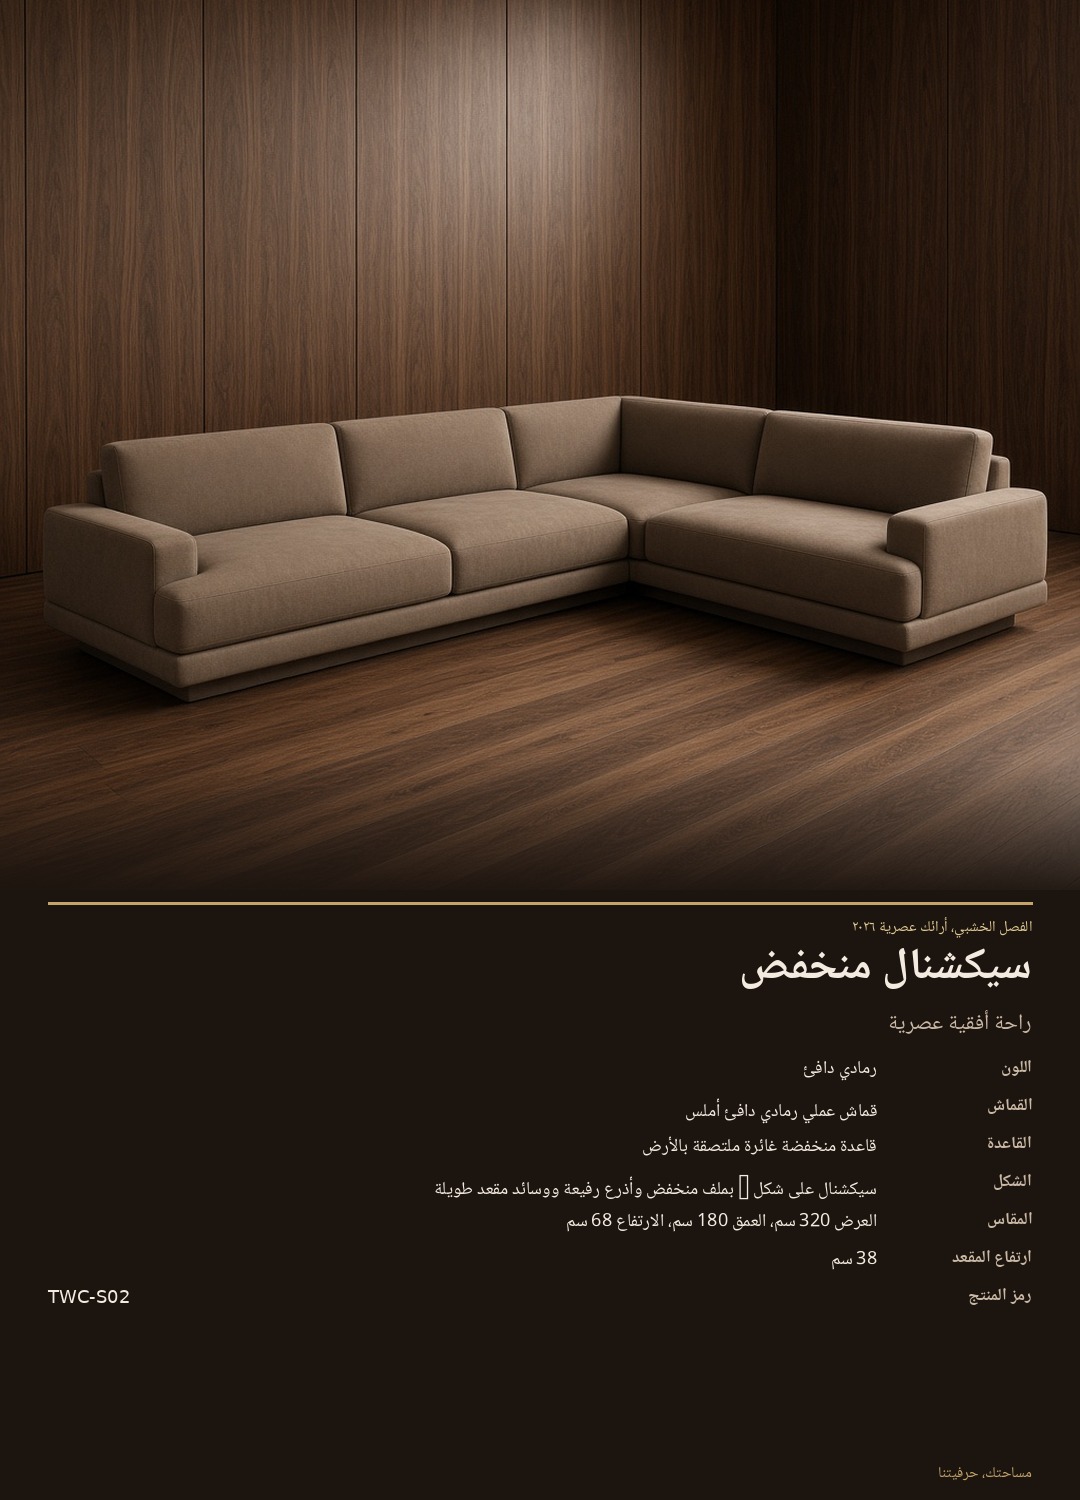 الفصل الخشبي، أرائك عصرية ٢٠٢٦
سيكشنال منخفض
راحة أفقية عصرية
اللون رمادي دافئ
القماش قماش عملي رمادي دافئ أملس
القاعدة قاعدة منخفضة غائرة ملتصقة بالأرض
الشكل سيكشنال على شكل ▯ بملف منخفض وأذرع رفيعة ووسائد مقعد طويلة
المقاس العرض 320 سم، العمق 180 سم، الارتفاع 68 سم
ارتفاع المقعد 38 سم
رمز المنتج TWC-S02
مساحتك، حرفيتنا